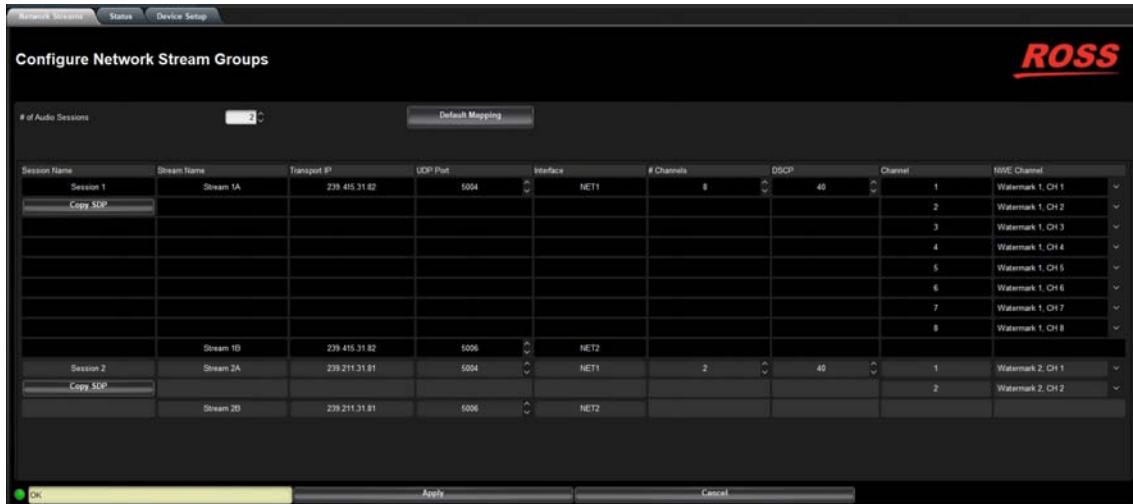 Network Streams Status Device Setup
Configure Network Stream Groups
ROSS
# of Audio Sessions 2 Default Mapping
Session Name Stream Name Transport IP UDP Port Interface # Channels DSCP Channel NWE Channel
Session 1 Stream 1A 239.415.31.82 5004 NET1 8 40 1 Watermark 1, CH 1
Copy SDP 2 Watermark 1, CH 2
3 Watermark 1, CH 3
4 Watermark 1, CH 4
5 Watermark 1, CH 5
6 Watermark 1, CH 6
7 Watermark 1, CH 7
8 Watermark 1, CH 8
Stream 1B 239.415.31.82 5006 NET2
Session 2 Stream 2A 239.211.31.81 5004 NET1 2 40 1 Watermark 2, CH 1
Copy SDP 2 Watermark 2, CH 2
Stream 2B 239.211.31.81 5006 NET2
OK Apply Cancel